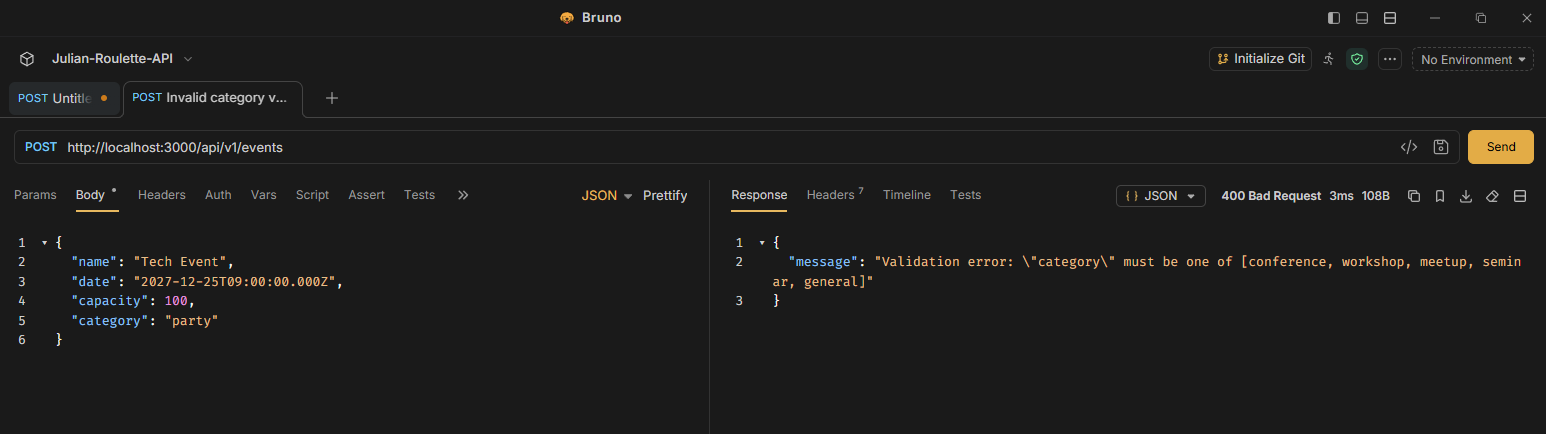 Bruno
Julian-Roulette-API
Initialize Git
No Environment
POST Untitle
POST Invalid category v...
POST http://localhost:3000/api/v1/events
Send
Params Body Headers Auth Vars Script Assert Tests
JSON Prettify
Response Headers 7 Timeline Tests
{ } JSON 400 Bad Request 3ms 108B
1 {
2 "name": "Tech Event",
3 "date": "2027-12-25T09:00:00.000Z",
4 "capacity": 100,
5 "category": "party"
6 }
1 {
2 "message": "Validation error: \"category\" must be one of [conference, workshop, meetup, semin
ar, general]"
3 }